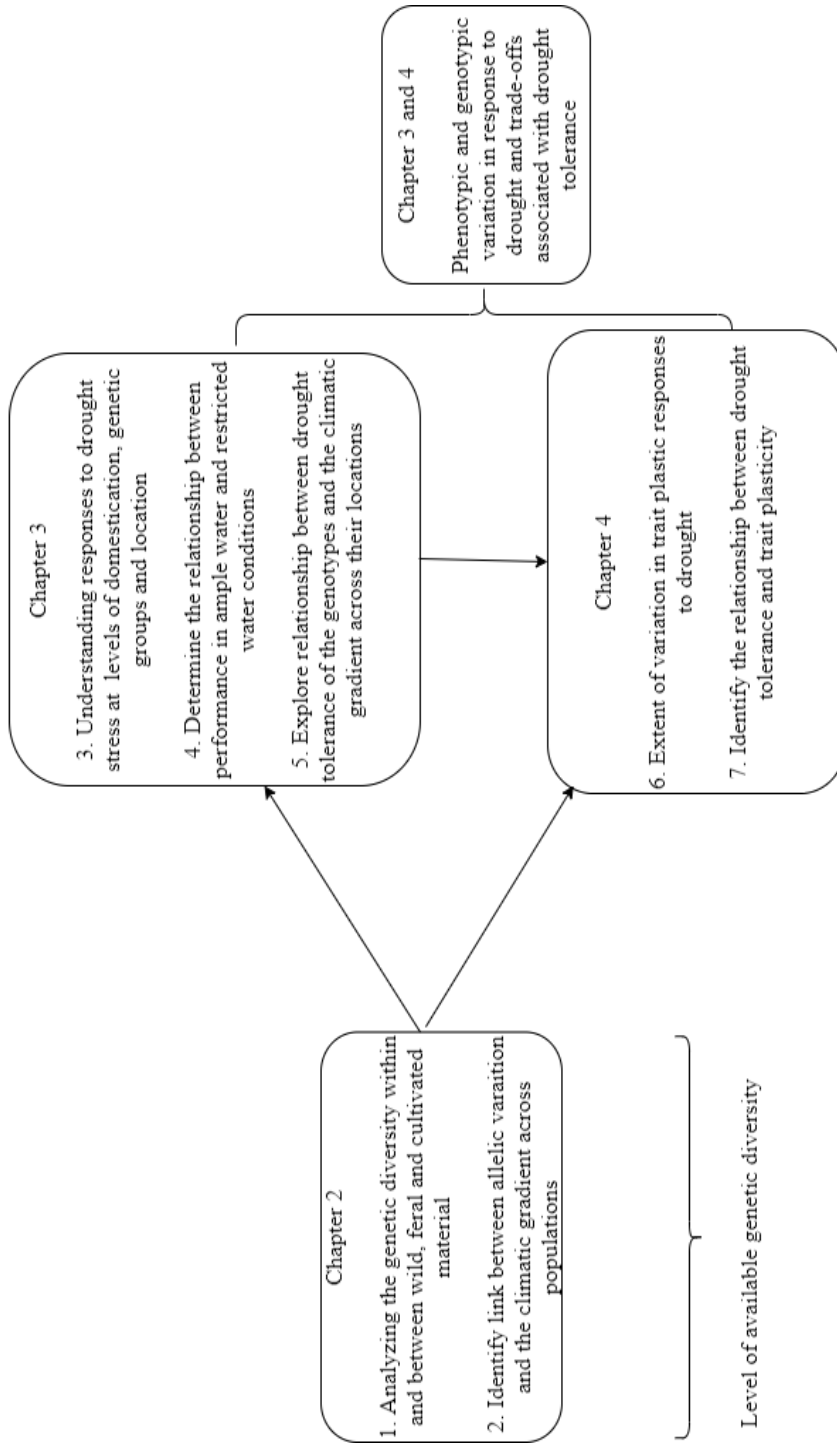 Chapter 2
1. Analyzing the genetic diversity within
and between wild, feral and cultivated
material
2. Identify link between allelic varaition
and the climatic gradient across
populations
Level of available genetic diversity
Chapter 3
3. Understanding responses to drought
stress at levels of domestication, genetic
groups and location
4. Determine the relationship between
performance in ample water and restricted
water conditions
5. Explore relationship between drought
tolerance of the genotypes and the climatic
gradient across their locations
Chapter 4
6. Extent of variation in trait plastic responses
to drought
7. Identify the relationship between drought
tolerance and trait plasticity
Chapter 3 and 4
Phenotypic and genotypic
variation in response to
drought and trade-offs
associated with drought
tolerance